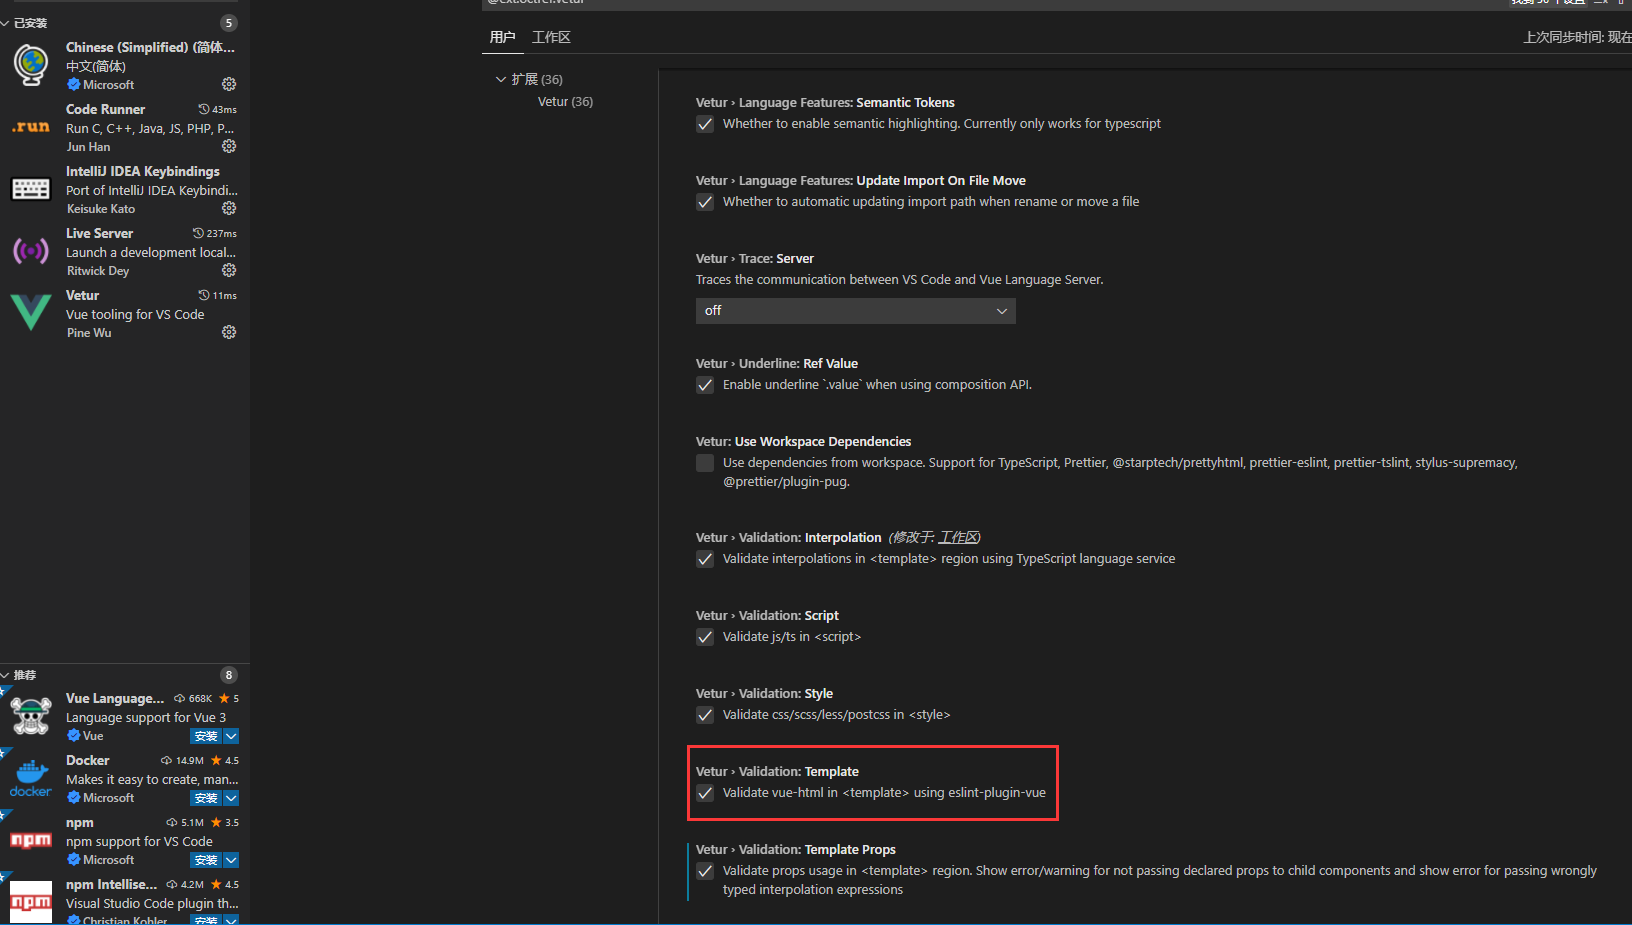 已安装
5
Chinese (Simplified) (简体...
中文(简体)
Microsoft
Code Runner
43ms
Run C, C++, Java, JS, PHP, P...
Jun Han
.run
IntelliJ IDEA Keybindings
Port of IntelliJ IDEA Keybindi...
Keisuke Kato
Live Server
237ms
Launch a development local...
Ritwick Dey
Vetur
11ms
Vue tooling for VS Code
Pine Wu
推荐
8
Vue Language...
668K
5
Language support for Vue 3
Vue
安装
Docker
14.9M
4.5
Makes it easy to create, man...
docker
Microsoft
安装
npm
5.1M
3.5
npm support for VS Code
npm
Microsoft
安装
npm Intellise...
4.2M
4.5
Visual Studio Code plugin th...
npm
Christian Kohler
安装
@ext:octref.vetur
用户
工作区
上次同步时间: 现在
扩展 (36)
Vetur (36)
Vetur › Language Features: Semantic Tokens
Whether to enable semantic highlighting. Currently only works for typescript
Vetur › Language Features: Update Import On File Move
Whether to automatic updating import path when rename or move a file
Vetur › Trace: Server
Traces the communication between VS Code and Vue Language Server.
off
Vetur › Underline: Ref Value
Enable underline `.value` when using composition API.
Vetur: Use Workspace Dependencies
Use dependencies from workspace. Support for TypeScript, Prettier, @starptech/prettyhtml, prettier-eslint, prettier-tslint, stylus-supremacy,
@prettier/plugin-pug.
Vetur › Validation: Interpolation (修改于: 工作区)
Validate interpolations in <template> region using TypeScript language service
Vetur › Validation: Script
Validate js/ts in <script>
Vetur › Validation: Style
Validate css/scss/less/postcss in <style>
Vetur › Validation: Template
Validate vue-html in <template> using eslint-plugin-vue
Vetur › Validation: Template Props
Validate props usage in <template> region. Show error/warning for not passing declared props to child components and show error for passing wrongly
typed interpolation expressions